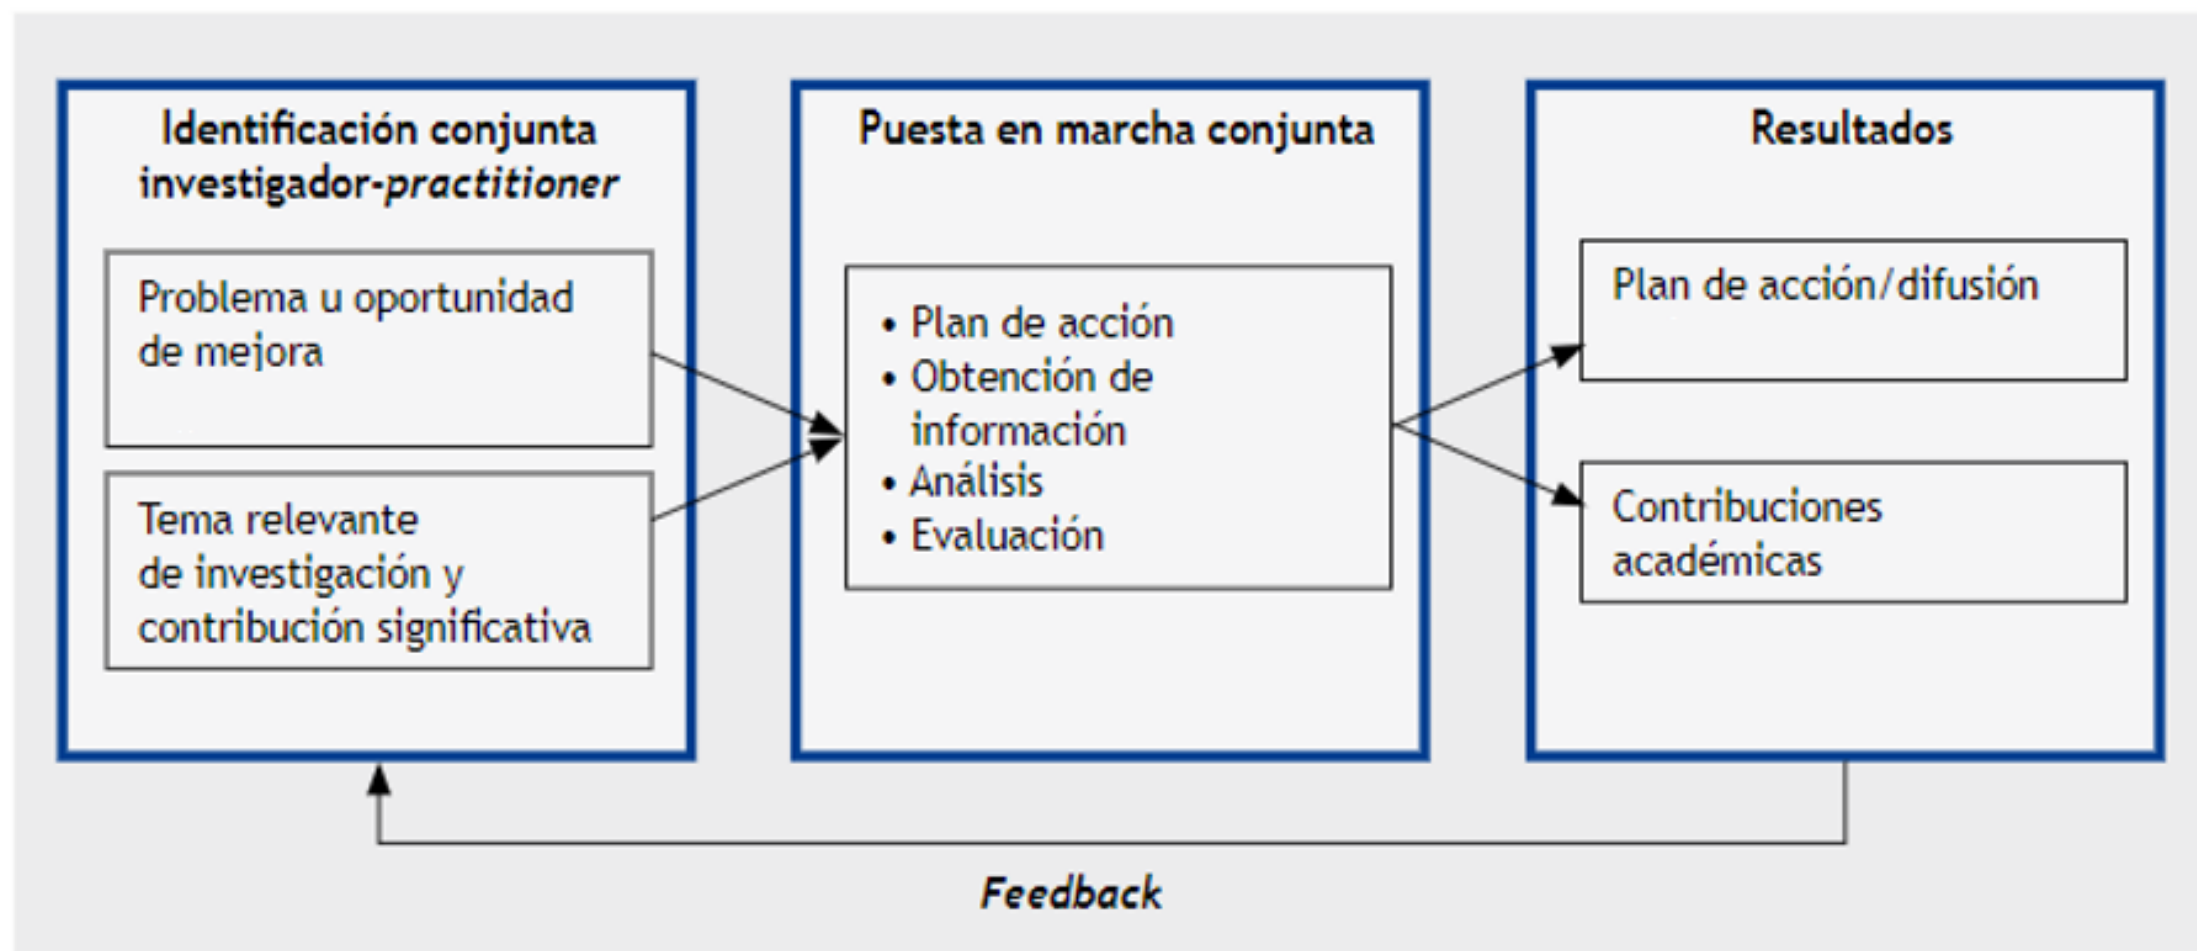 Identificación conjunta
investigador-practitioner
Problema u oportunidad
de mejora
Tema relevante
de investigación y
contribución significativa
Puesta en marcha conjunta
• Plan de acción
• Obtención de
información
• Análisis
• Evaluación
Resultados
Plan de acción/difusión
Contribuciones
académicas
Feedback